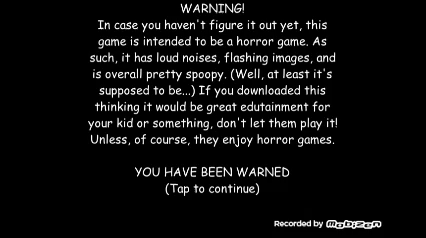 WARNING!
In case you haven't figure it out yet, this
game is intended to be a horror game. As
such, it has loud noises, flashing images, and
is overall pretty spoopy. (Well, at least it's
supposed to be...) If you downloaded this
thinking it would be great edutainment for
your kid or something, don't let them play it!
Unless, of course, they enjoy horror games.
YOU HAVE BEEN WARNED
(Tap to continue)
Recorded by mobizen